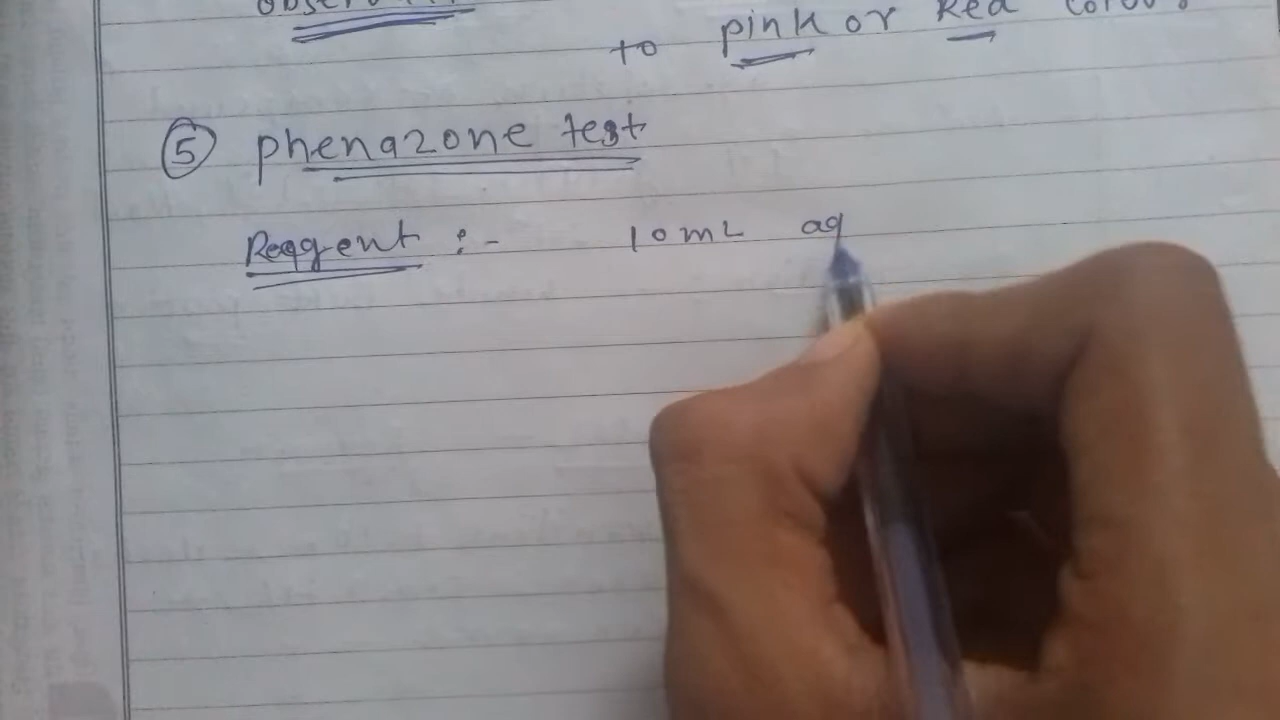 to pink or Red
⑤ phenazone test
Reagent :- 10mL aq